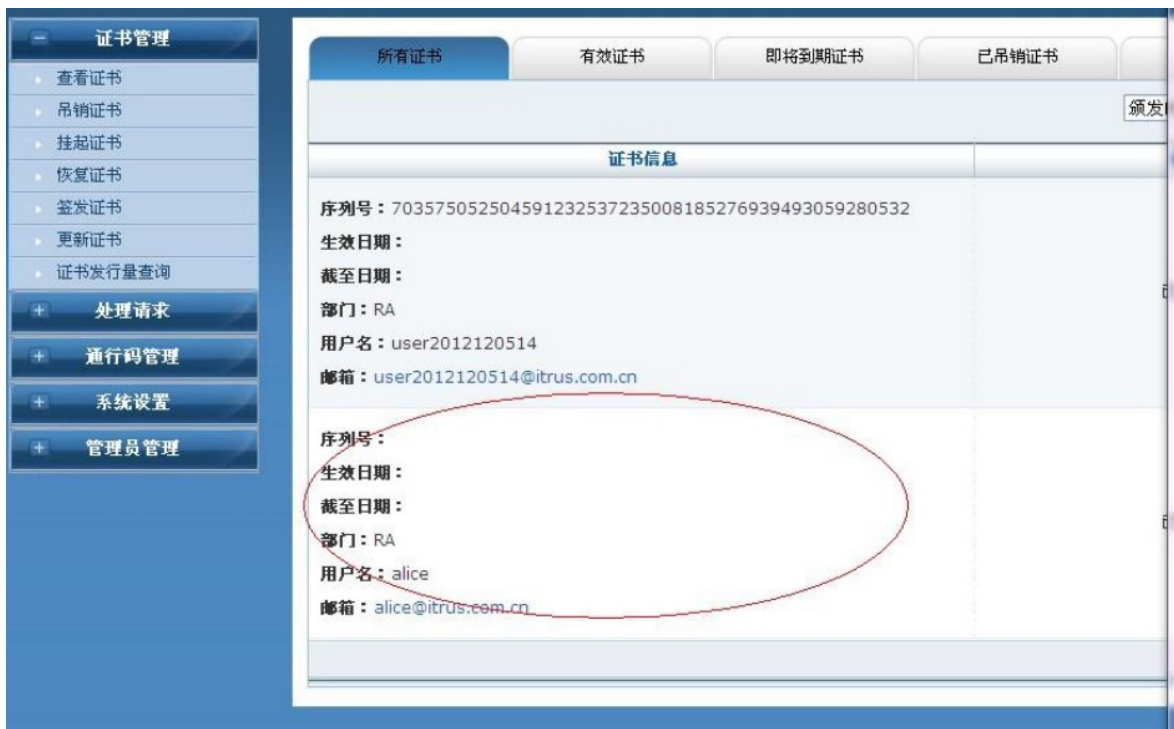 证书管理
查看证书
吊销证书
挂起证书
恢复证书
签发证书
更新证书
证书发行量查询
处理请求
通行码管理
系统设置
管理员管理
所有证书 有效证书 即将到期证书 已吊销证书
颁发
证书信息
序列号：70357505250459123253723500818527693949305928​0532
生效日期：
截至日期：
部门：RA
用户名：user2012120514
邮箱：user2012120514@itrus.com.cn
序列号：
生效日期：
截至日期：
部门：RA
用户名：alice
邮箱：alice@itrus.com.cn